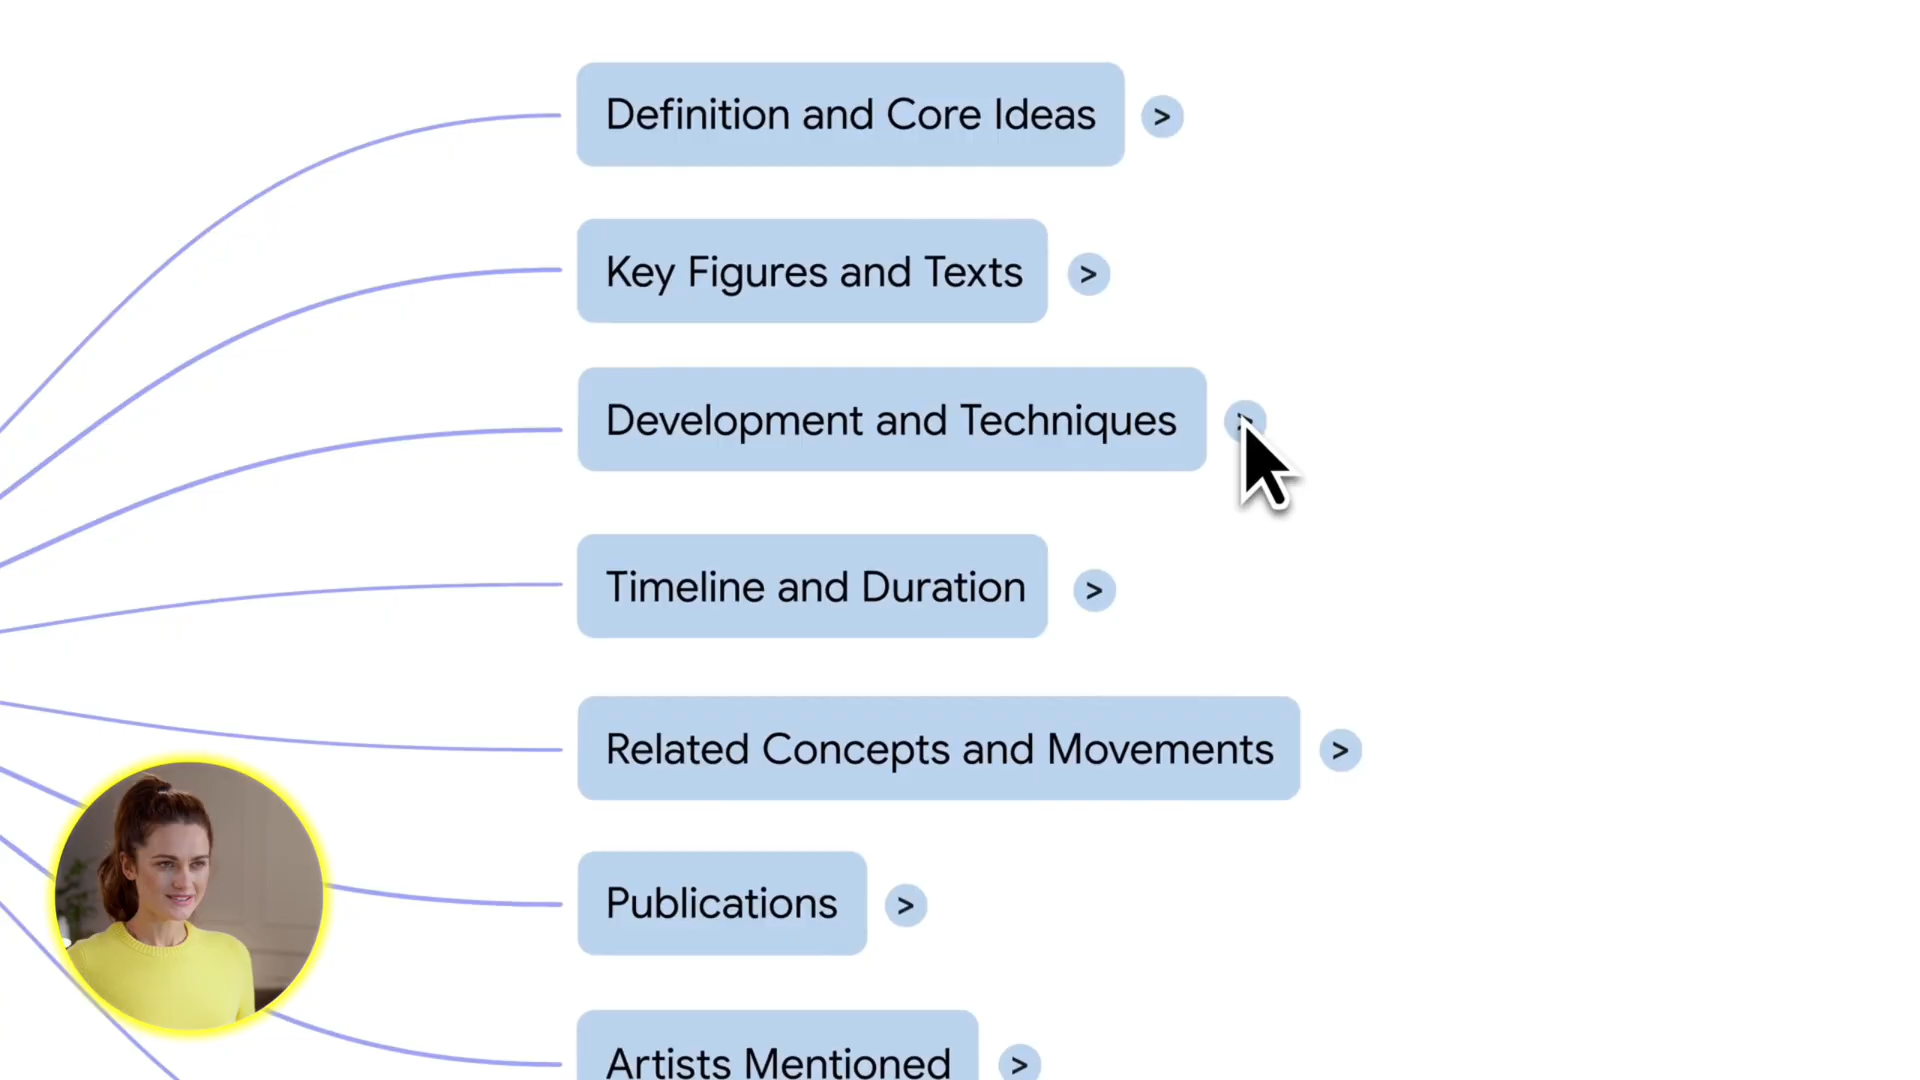 Definition and Core Ideas >
Key Figures and Texts >
Development and Techniques
Timeline and Duration >
Related Concepts and Movements >
Publications >
Artists Mentioned >